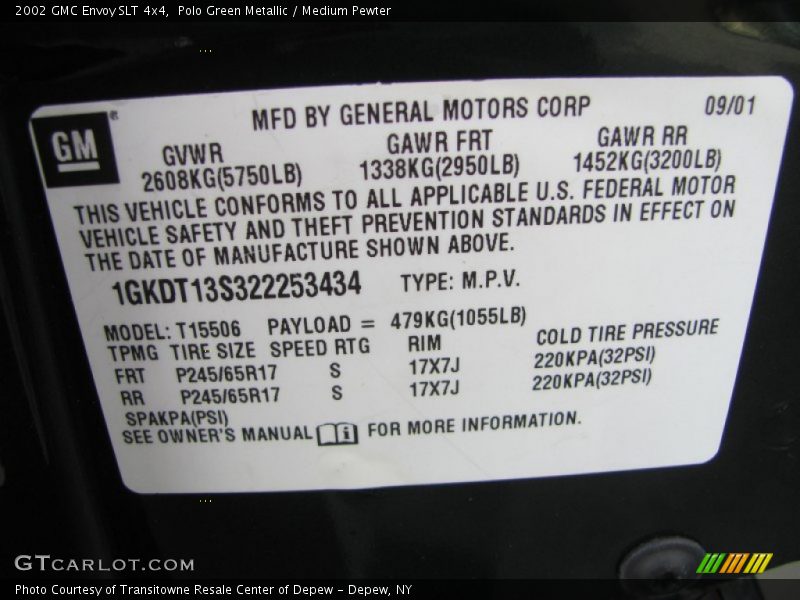 2002 GMC Envoy SLT 4x4,  Polo Green Metallic / Medium Pewter
GM®
MFD BY GENERAL MOTORS CORP 09/01
GVWR GAWR FRT GAWR RR
2608KG(5750LB) 1338KG(2950LB) 1452KG(3200LB)
THIS VEHICLE CONFORMS TO ALL APPLICABLE U.S. FEDERAL MOTOR
VEHICLE SAFETY AND THEFT PREVENTION STANDARDS IN EFFECT ON
THE DATE OF MANUFACTURE SHOWN ABOVE.
1GKDT13S322253434 TYPE: M.P.V.
MODEL: T15506 PAYLOAD = 479KG(1055LB)
TPMG TIRE SIZE SPEED RTG RIM COLD TIRE PRESSURE
FRT P245/65R17 S 17X7J 220KPA(32PSI)
RR P245/65R17 S 17X7J 220KPA(32PSI)
SPAKPA(PSI)
SEE OWNER'S MANUAL FOR MORE INFORMATION.
GTCARLOT.COM
Photo Courtesy of Transitowne Resale Center of Depew – Depew, NY